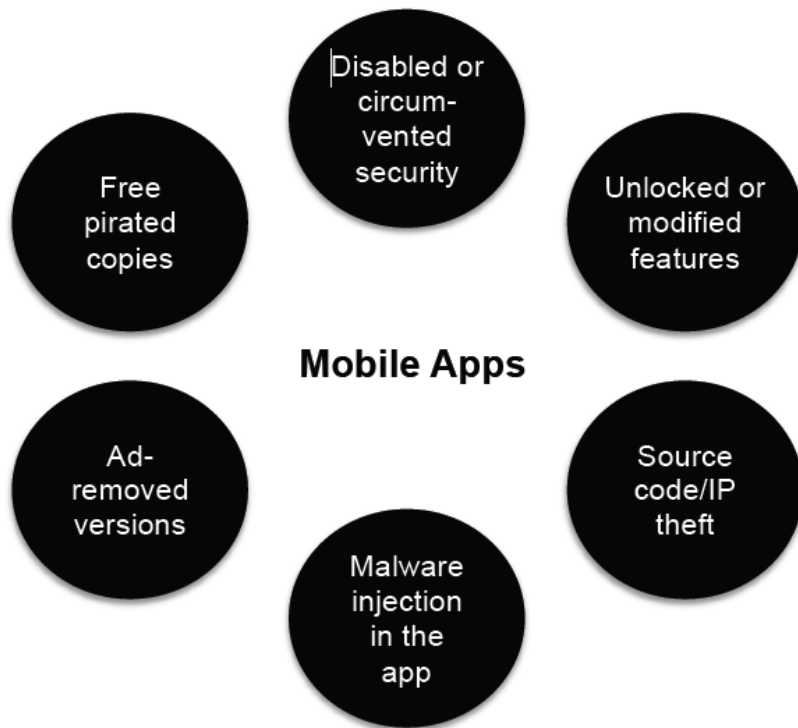 Disabled or
circum-
vented
security
Free
pirated
copies
Unlocked or
modified
features
Mobile Apps
Ad-
removed
versions
Source
code/IP
theft
Malware
injection
in the
app